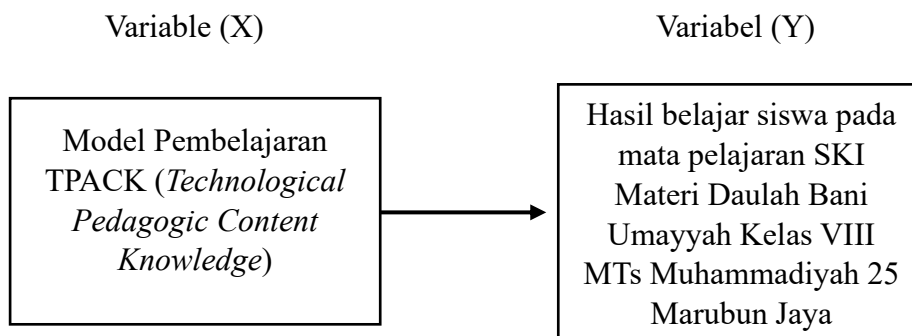 Variable (X)
Variabel (Y)
Model Pembelajaran
TPACK (Technological
Pedagogic Content
Knowledge)
Hasil belajar siswa pada
mata pelajaran SKI
Materi Daulah Bani
Umayyah Kelas VIII
MTs Muhammadiyah 25
Marubun Jaya